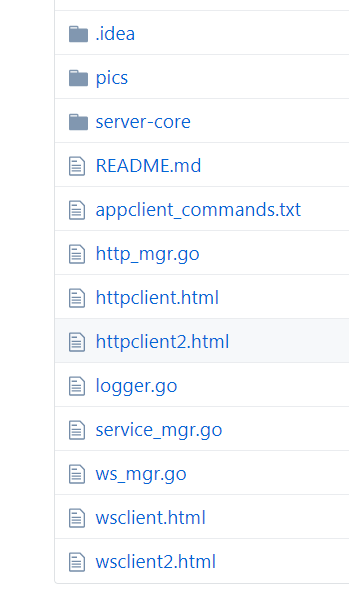 .idea
pics
server-core
README.md
appclient_commands.txt
http_mgr.go
httpclient.html
httpclient2.html
logger.go
service_mgr.go
ws_mgr.go
wsclient.html
wsclient2.html